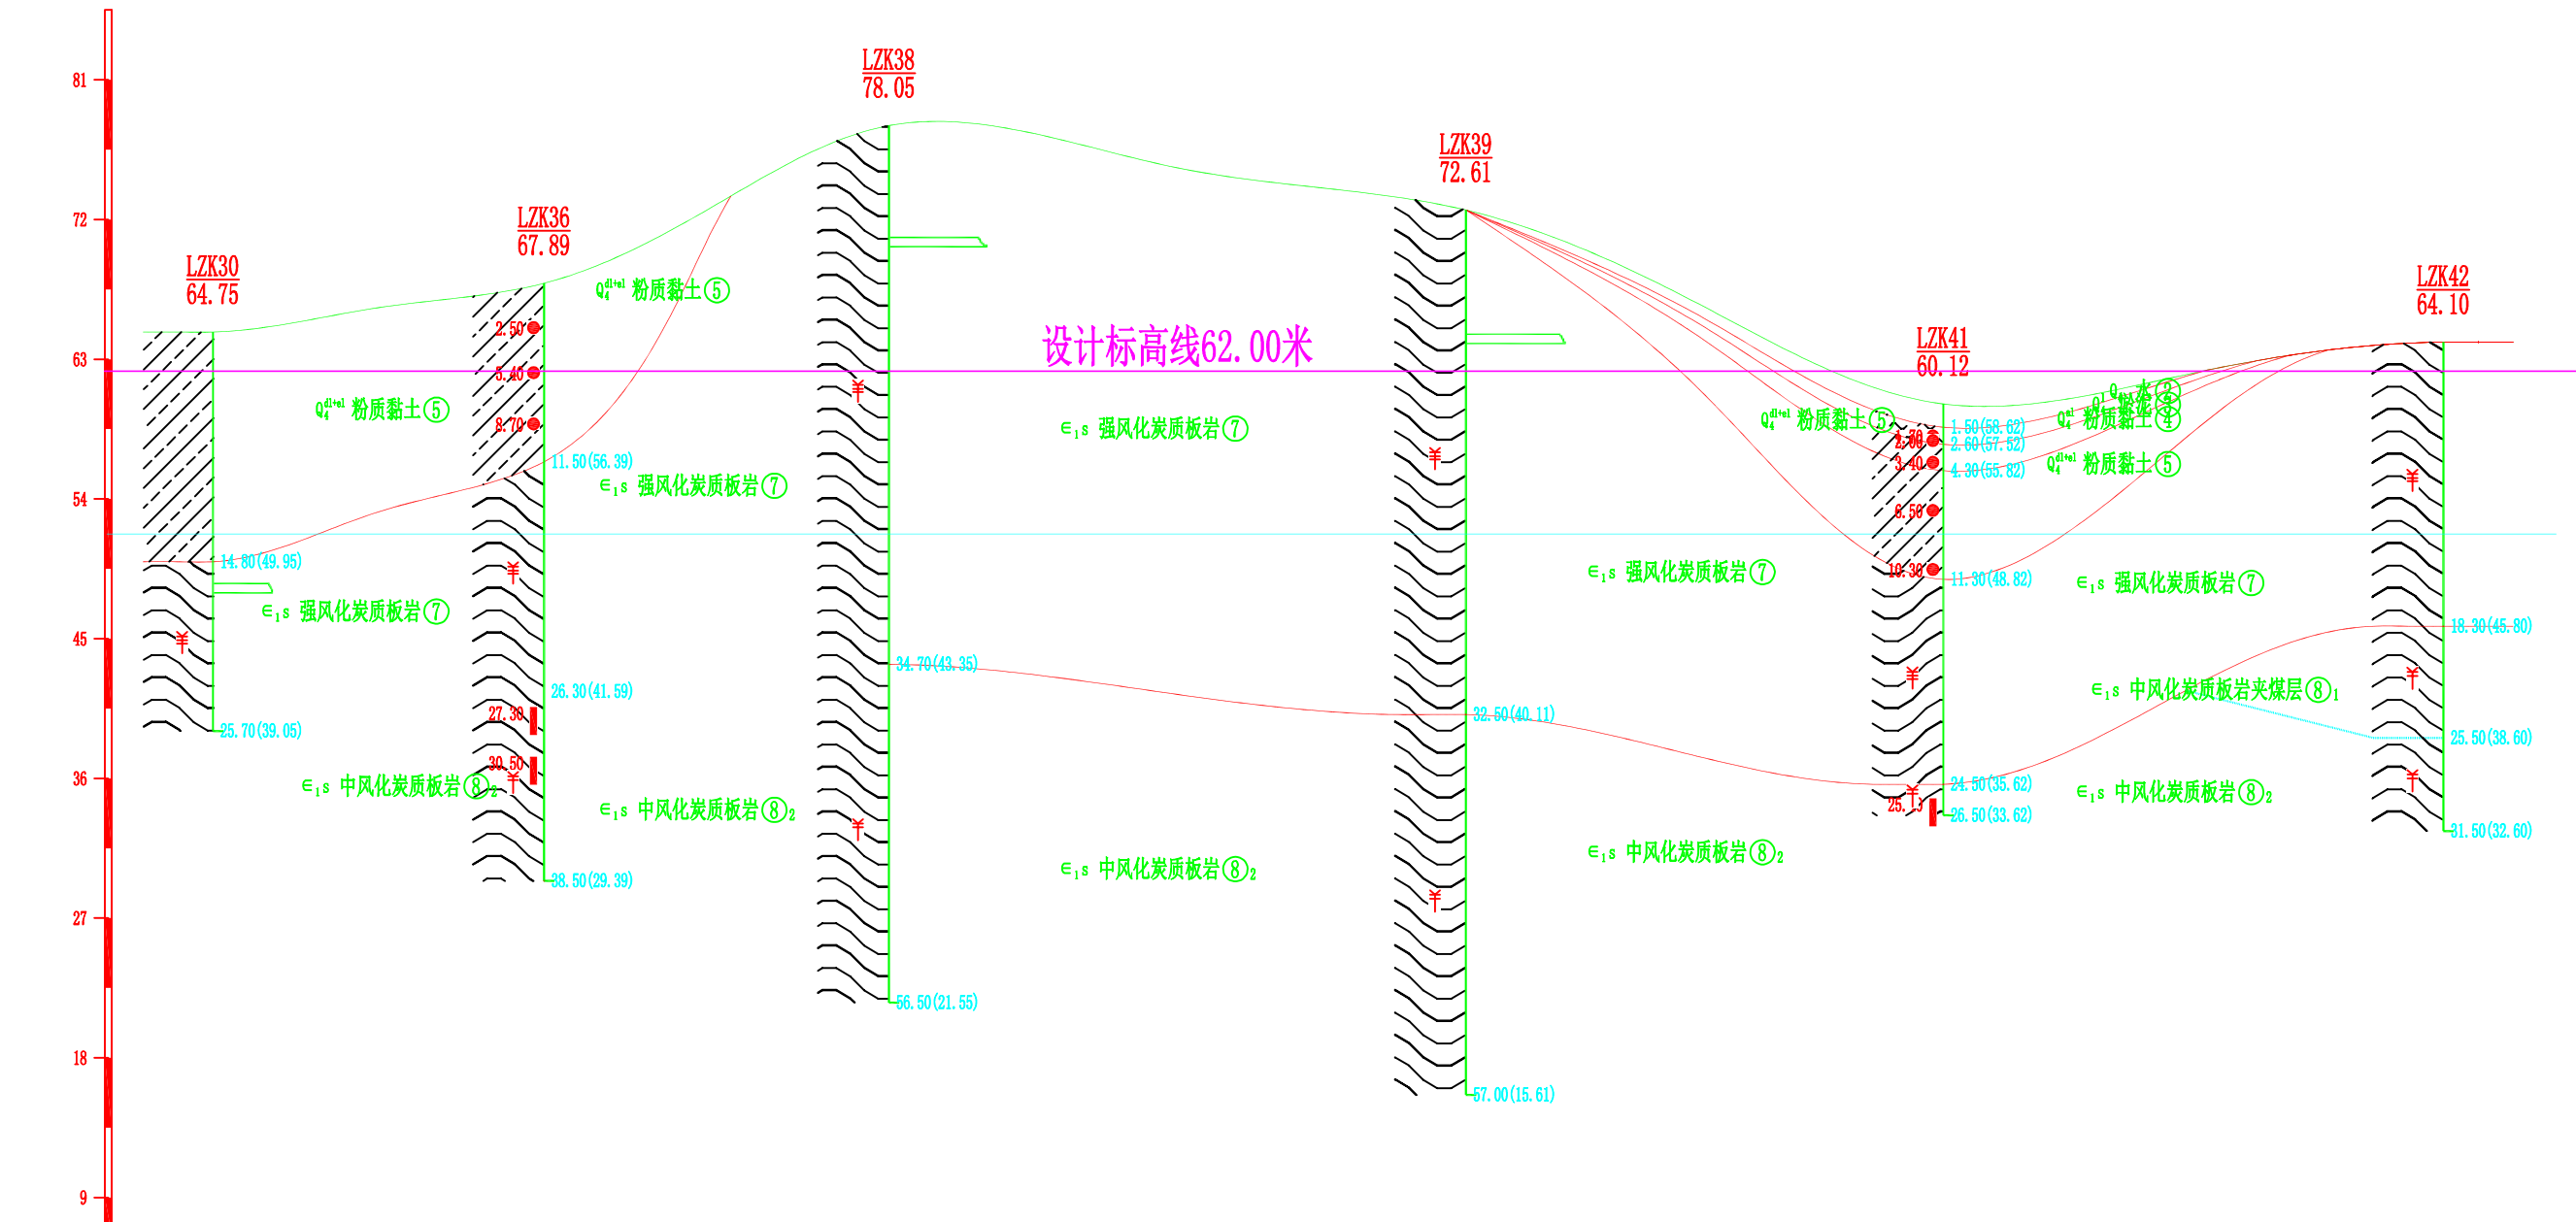 LZK38
78.05
81
LZK39
72.61
LZK36
67.89
72
LZK30
64.75
LZK42
64.10
Q₄ᵈˡ⁺ᵉˡ 粉质黏土⑤
2.50
设计标高线62.00米
LZK41
60.12
63
5.40
水②
Q₄ᵈˡ⁺ᵉˡ 粉质黏土⑤
8.70
∈₁s 强风化炭质板岩⑦
Q₄ᵈˡ⁺ᵉˡ 粉质黏土⑤
1.50(58.62)
Q₄ᵃˡ 粉质黏土④
2.60(57.52)
11.50(56.39)
3.40
4.30(55.82)
Q₄ᵈˡ⁺ᵉˡ 粉质黏土⑤
∈₁s 强风化炭质板岩⑦
54
6.50
14.80(49.95)
10.30
11.30(48.82)
∈₁s 强风化炭质板岩⑦
∈₁s 强风化炭质板岩⑦
∈₁s 强风化炭质板岩⑦
45
18.30(45.80)
34.70(43.35)
26.30(41.59)
∈₁s 中风化炭质板岩夹煤层⑧₁
27.30
32.50(40.11)
25.70(39.05)
25.50(38.60)
30.50
36
∈₁s 中风化炭质板岩⑧₂
24.50(35.62)
∈₁s 中风化炭质板岩⑧₂
∈₁s 中风化炭质板岩⑧₂
26.50(33.62)
31.50(32.60)
∈₁s 中风化炭质板岩⑧₂
∈₁s 中风化炭质板岩⑧₂
38.50(29.39)
27
56.50(21.55)
18
57.00(15.61)
9